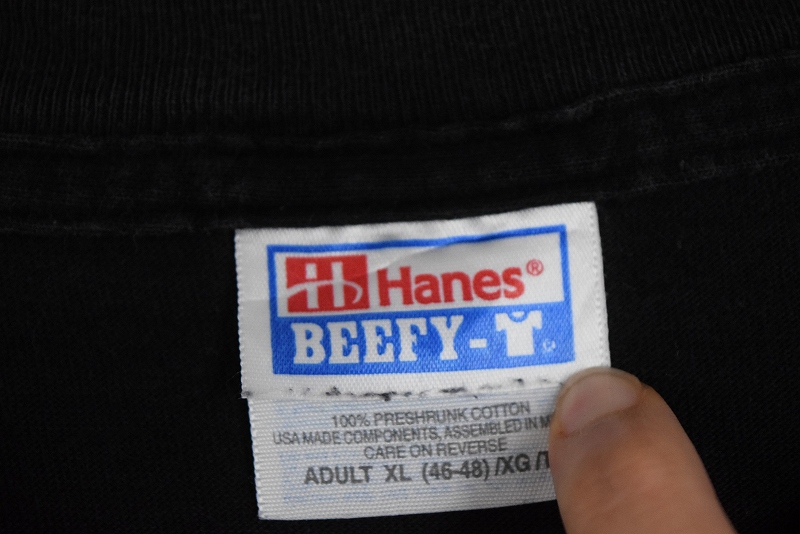 Hanes®
BEEFY-
100% PRESHRUNK COTTON
USA MADE COMPONENTS, ASSEMBLED IN
CARE ON REVERSE
ADULT XL (46-48) /XG /